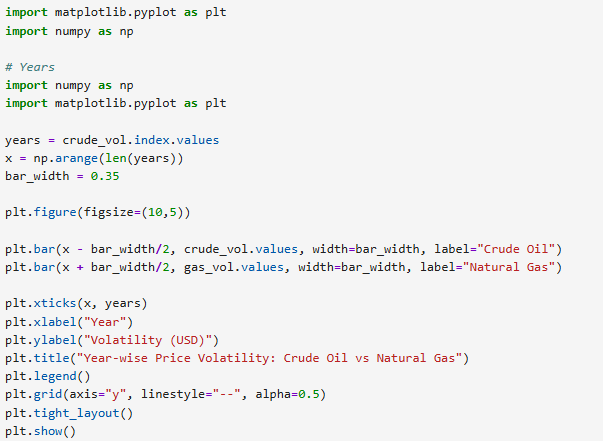 import matplotlib.pyplot as plt
import numpy as np

# Years
import numpy as np
import matplotlib.pyplot as plt

years = crude_vol.index.values
x = np.arange(len(years))
bar_width = 0.35

plt.figure(figsize=(10,5))

plt.bar(x - bar_width/2, crude_vol.values, width=bar_width, label="Crude Oil")
plt.bar(x + bar_width/2, gas_vol.values, width=bar_width, label="Natural Gas")

plt.xticks(x, years)
plt.xlabel("Year")
plt.ylabel("Volatility (USD)")
plt.title("Year-wise Price Volatility: Crude Oil vs Natural Gas")
plt.legend()
plt.grid(axis="y", linestyle="--", alpha=0.5)
plt.tight_layout()
plt.show()